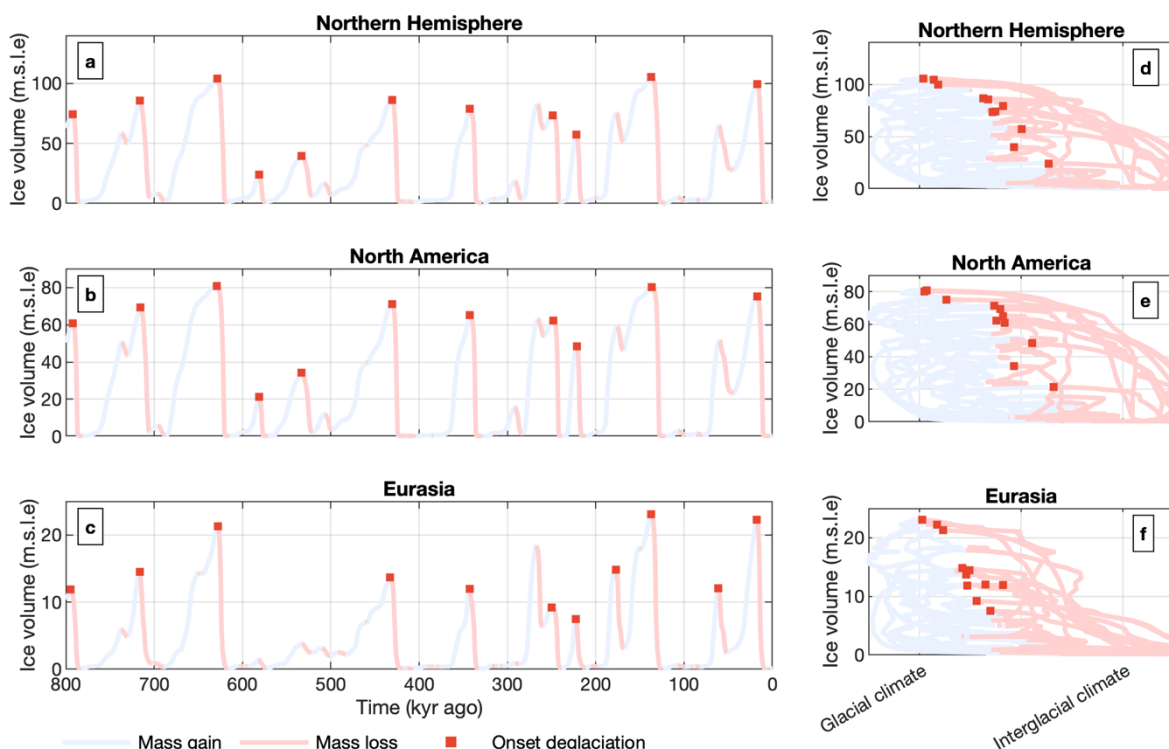 Northern Hemisphere
a
Ice volume (m.s.l.e)
100
50
0
North America
b
Ice volume (m.s.l.e)
80
60
40
20
0
Eurasia
c
Ice volume (m.s.l.e)
20
10
0
800 700 600 500 400 300 200 100 0
Time (kyr ago)
Mass gain Mass loss Onset deglaciation
Northern Hemisphere
d
Ice volume (m.s.l.e)
100
50
0
North America
e
Ice volume (m.s.l.e)
80
60
40
20
0
Eurasia
f
Ice volume (m.s.l.e)
20
10
0
Glacial climate
Interglacial climate